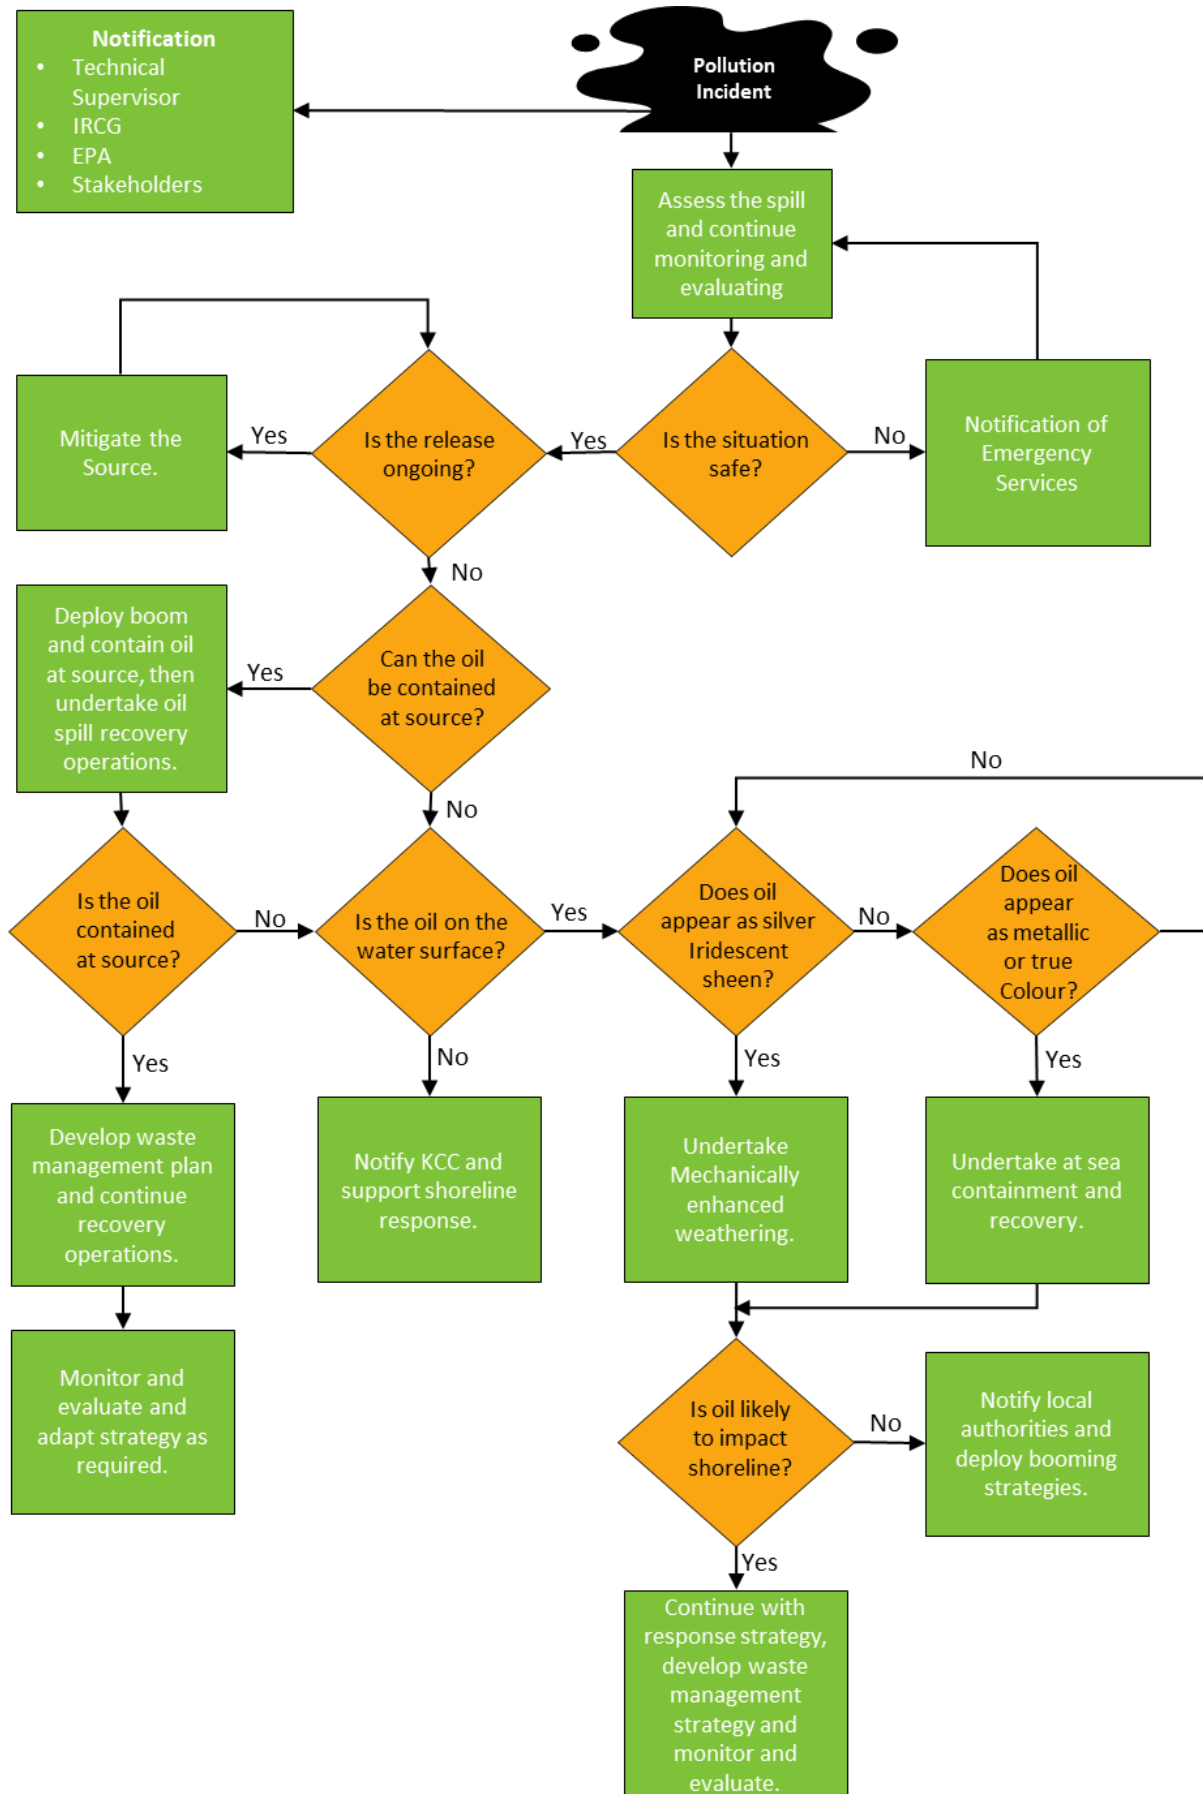 Notification
• Technical
Supervisor
• IRCG
• EPA
• Stakeholders
Pollution
Incident
Assess the spill
and continue
monitoring and
evaluating
Mitigate the
Source.
Yes
Is the release
ongoing?
Yes
Is the situation
safe?
No
Notification of
Emergency
Services
No
Deploy boom
and contain oil
at source, then
undertake oil
spill recovery
operations.
Yes
Can the oil
be contained
at source?
No
No
Is the oil
contained
at source?
No
Is the oil on the
water surface?
Yes
Does oil
appear as silver
Iridescent
sheen?
No
Does oil
appear
as metallic
or true
Colour?
Yes
No
Yes
Yes
Develop waste
management plan
and continue
recovery
operations.
Notify KCC and
support shoreline
response.
Undertake
Mechanically
enhanced
weathering.
Undertake at sea
containment and
recovery.
Monitor and
evaluate and
adapt strategy as
required.
Is oil likely
to impact
shoreline?
No
Notify local
authorities and
deploy booming
strategies.
Yes
Continue with
response strategy,
develop waste
management
strategy and
monitor and
evaluate.